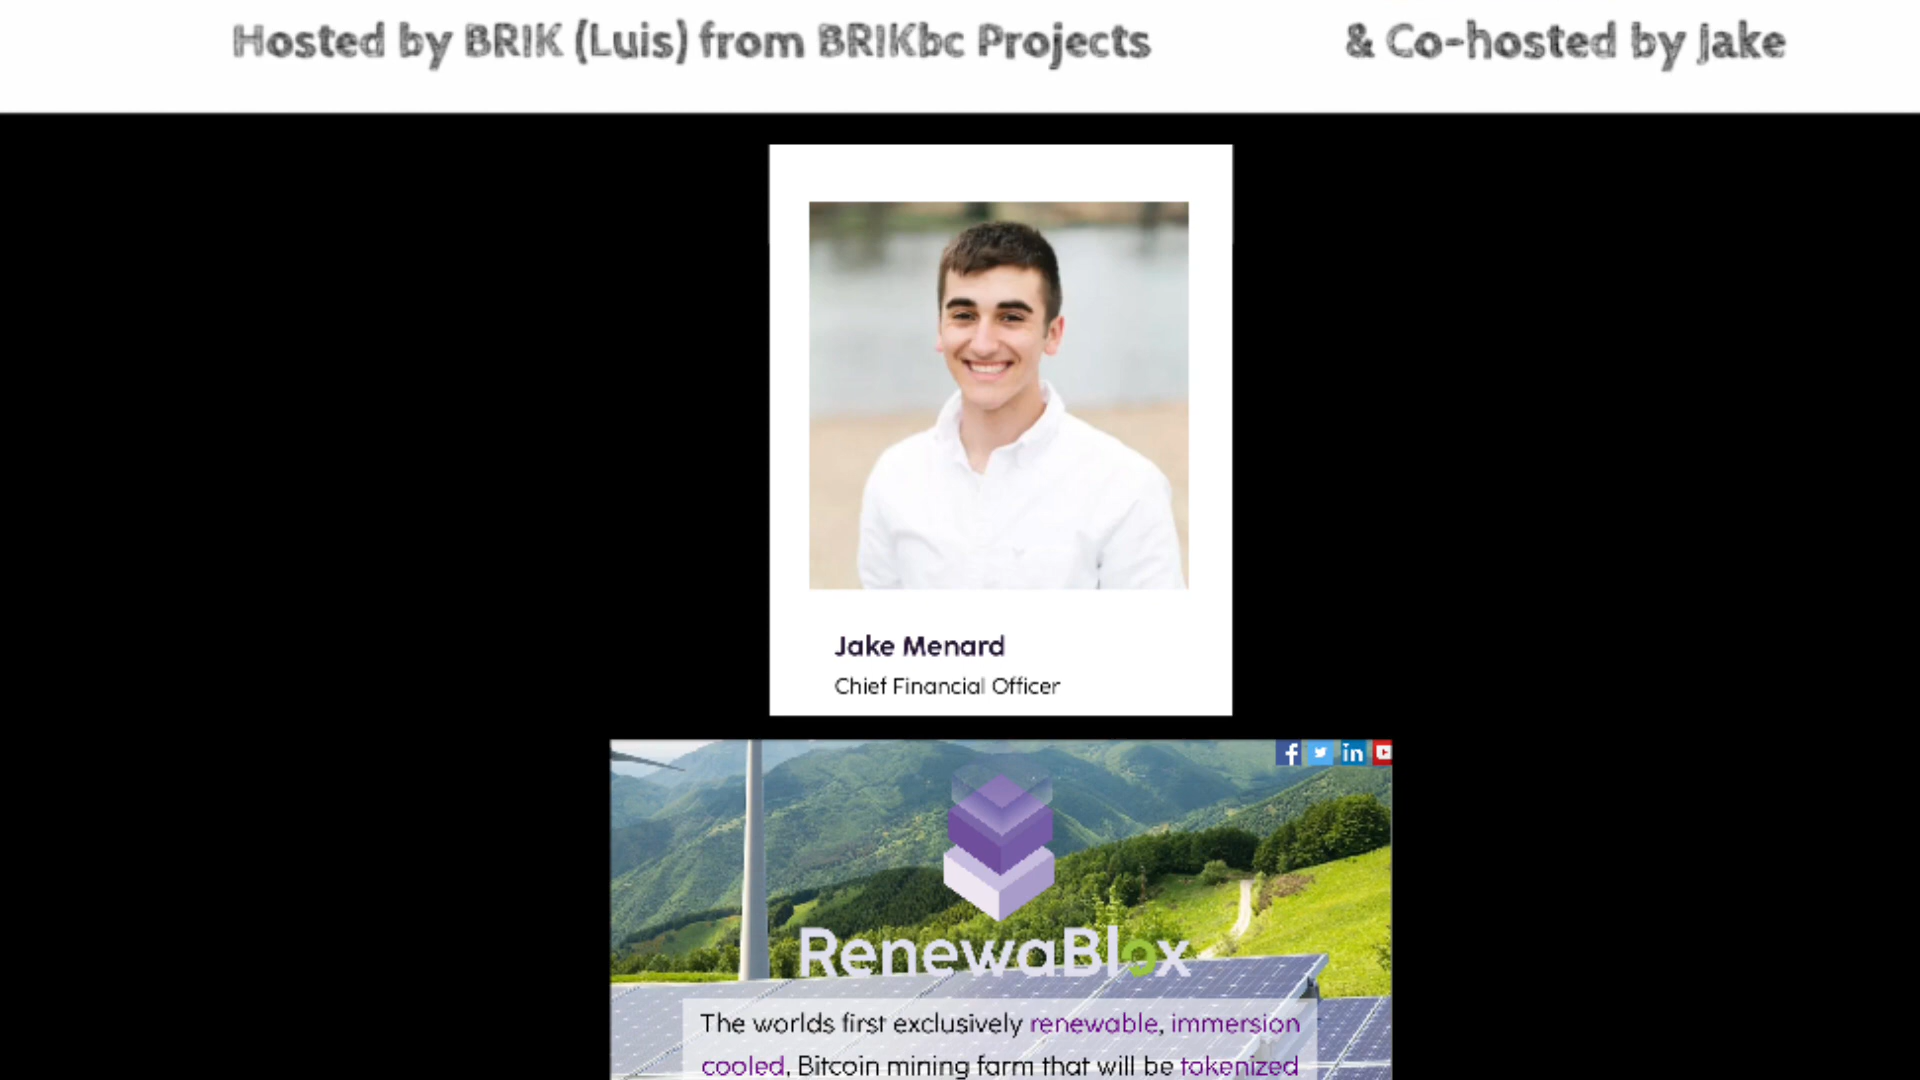 Hosted by BRIK (Luis) from BRIKbc Projects & Co-hosted by Jake
Jake Menard
Chief Financial Officer
RenewaBlox
The worlds first exclusively renewable, immersion
cooled, Bitcoin mining farm that will be tokenized